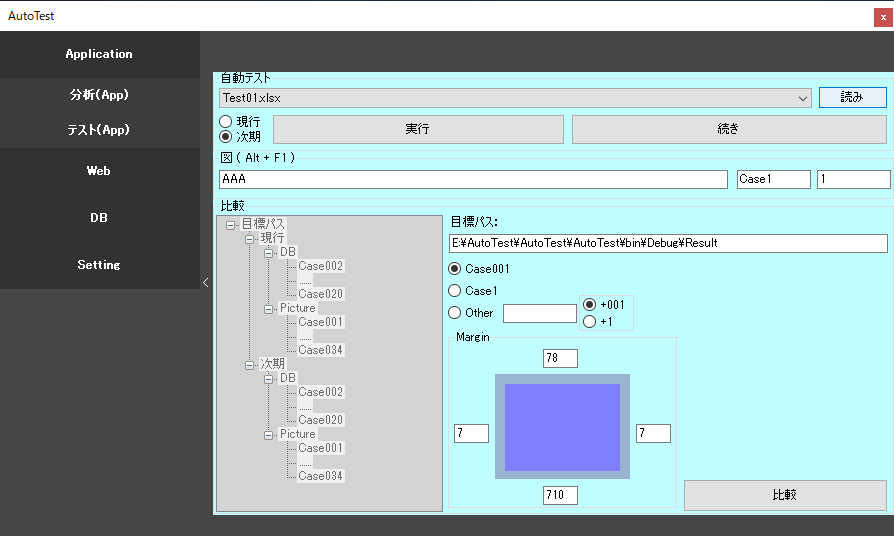 AutoTest
x
Application
分析(App)
テスト(App)
Web
DB
Setting
自動テスト
Test01.xlsx
読み
現行
次期
実行
続き
図 ( Alt + F1 )
AAA
Case1
1
比較
目標パス
現行
DB
Case002
.....
Case020
Picture
Case001
.....
Case034
次期
DB
Case002
.....
Case020
Picture
Case001
.....
Case034
目標パス:
E:¥AutoTest¥AutoTest¥AutoTest¥bin¥Debug¥Result
Case001
Case1
Other
+001
+1
Margin
78
7
7
710
比較